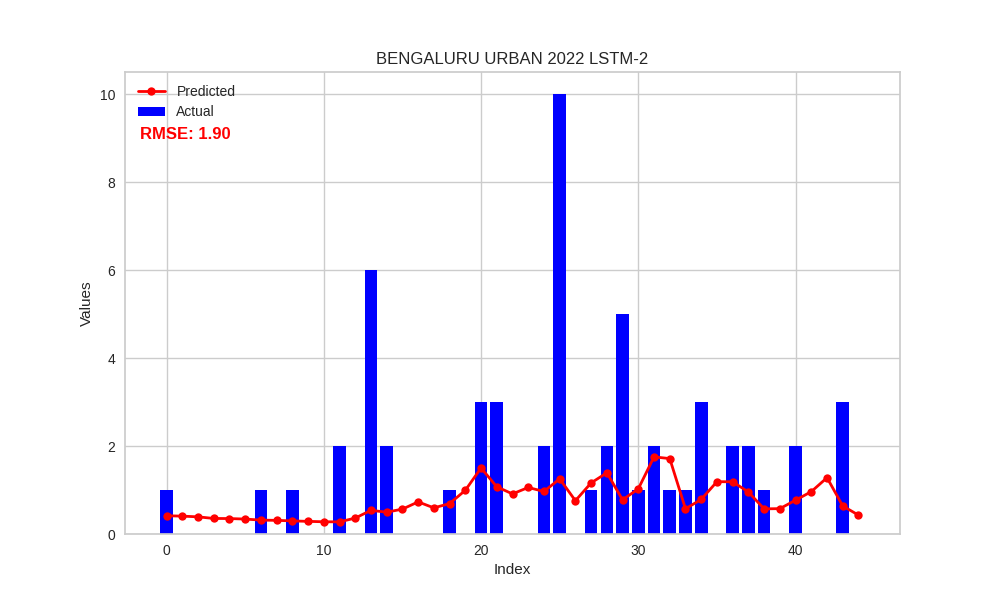 BENGALURU URBAN 2022 LSTM-2
Predicted
Actual
RMSE: 1.90
10
8
6
4
2
0
Values
0 10 20 30 40
Index